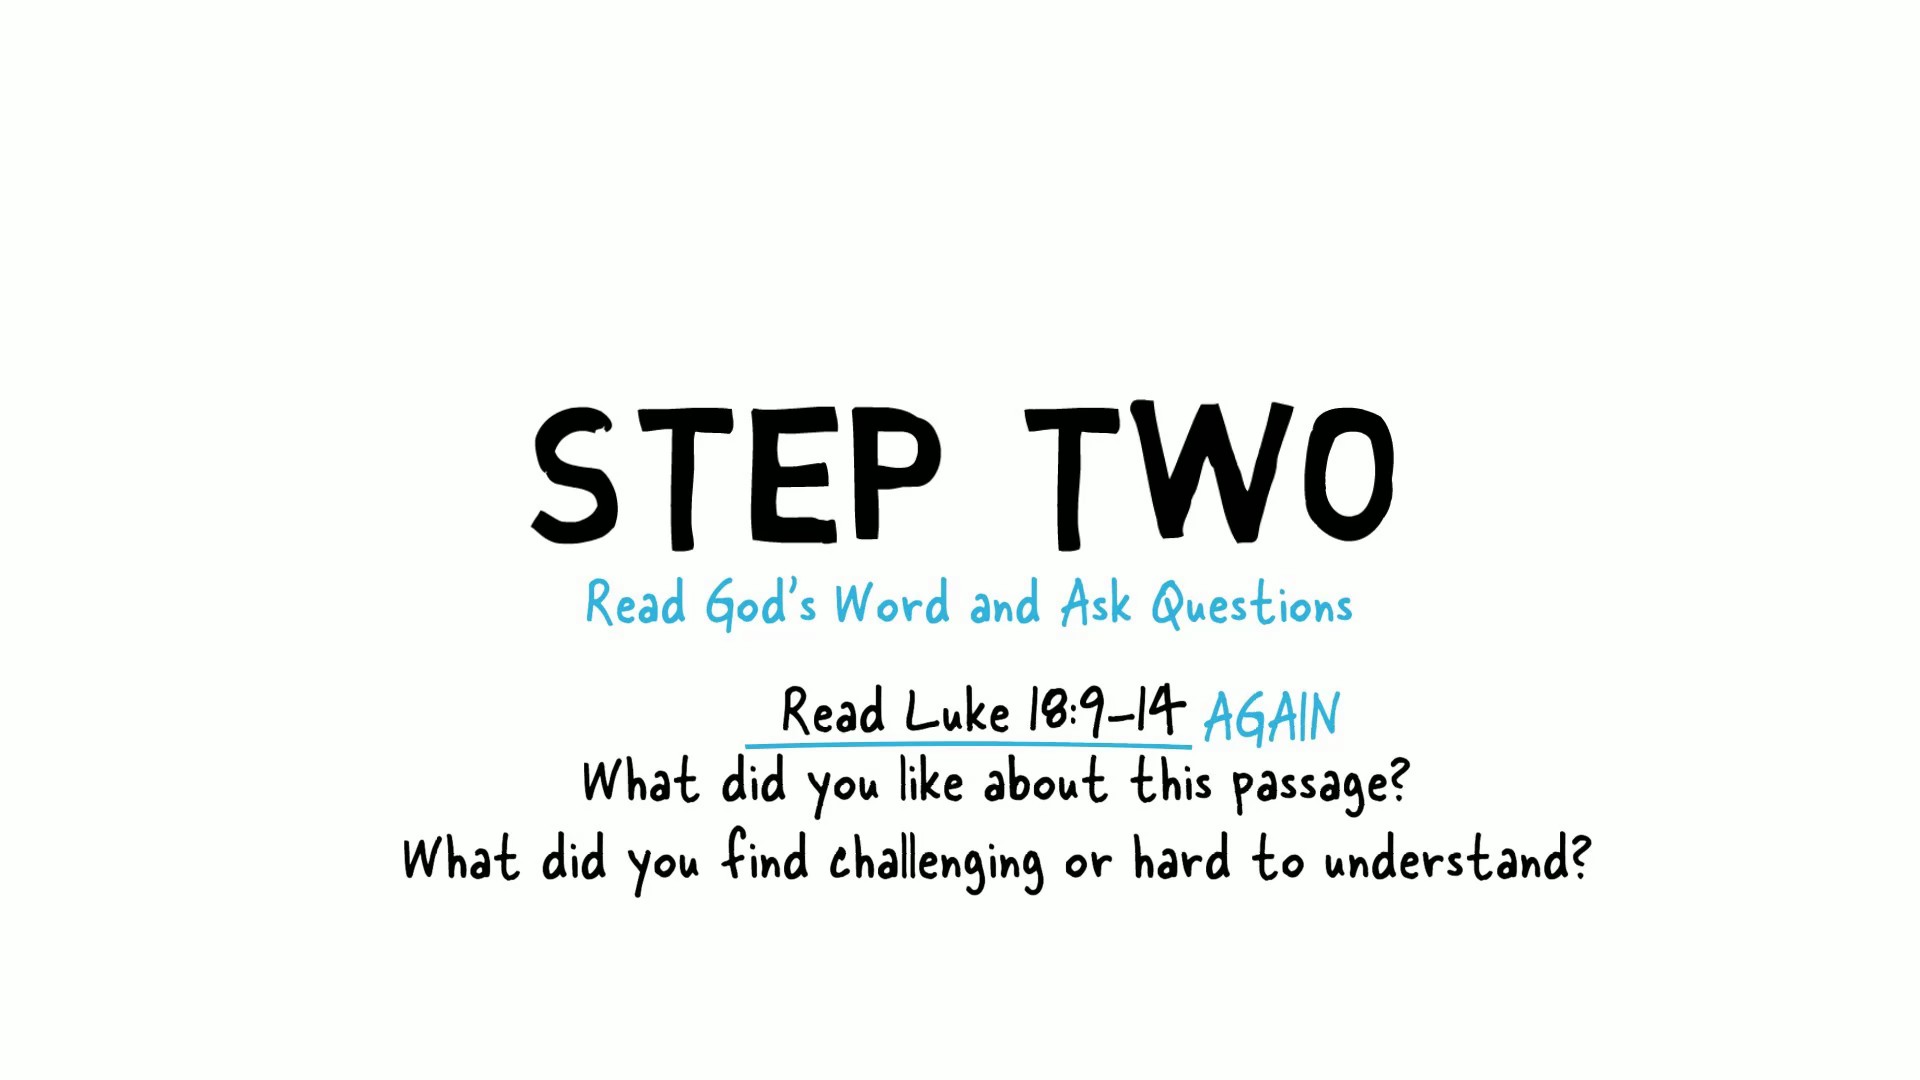 STEP TWO
Read God's Word and Ask Questions
Read Luke 18:9-14 AGAIN
What did you like about this passage?
What did you find challenging or hard to understand?